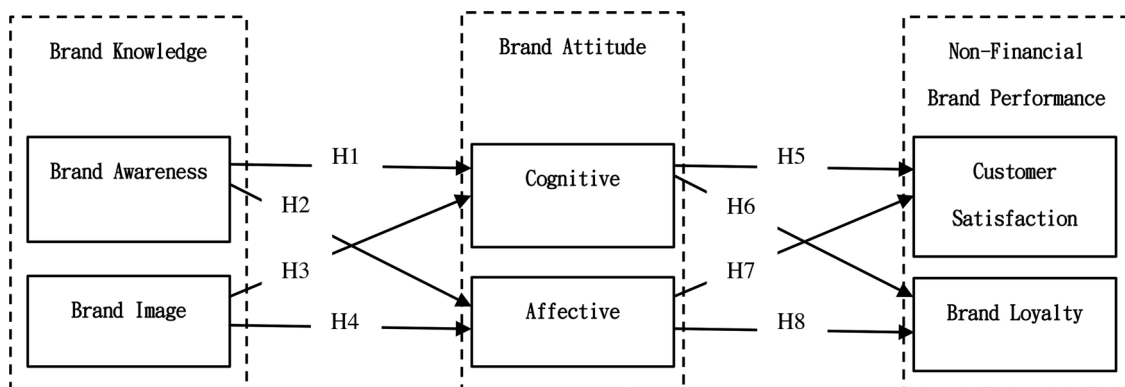 Brand Knowledge
Brand Attitude
Non-Financial
Brand Performance
Brand Awareness
H1
Cognitive
H5
Customer
Satisfaction
H2
H6
H3
H7
Brand Image
H4
Affective
H8
Brand Loyalty